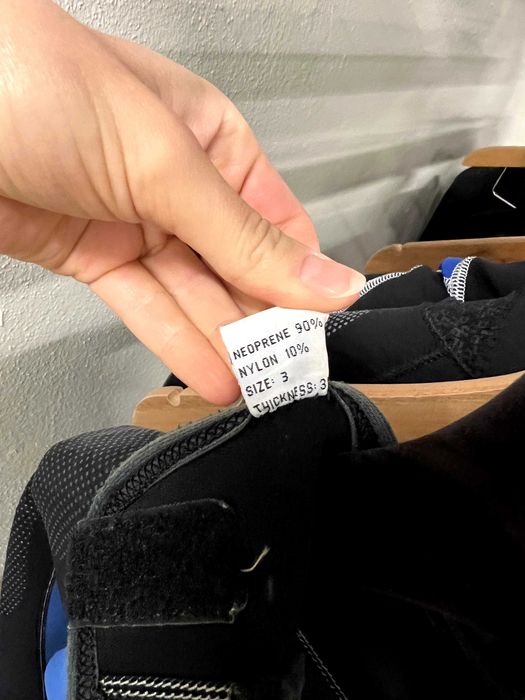 NEOPRENE 90%
NYLON 10%
SIZE: 3
THICKNESS: 3